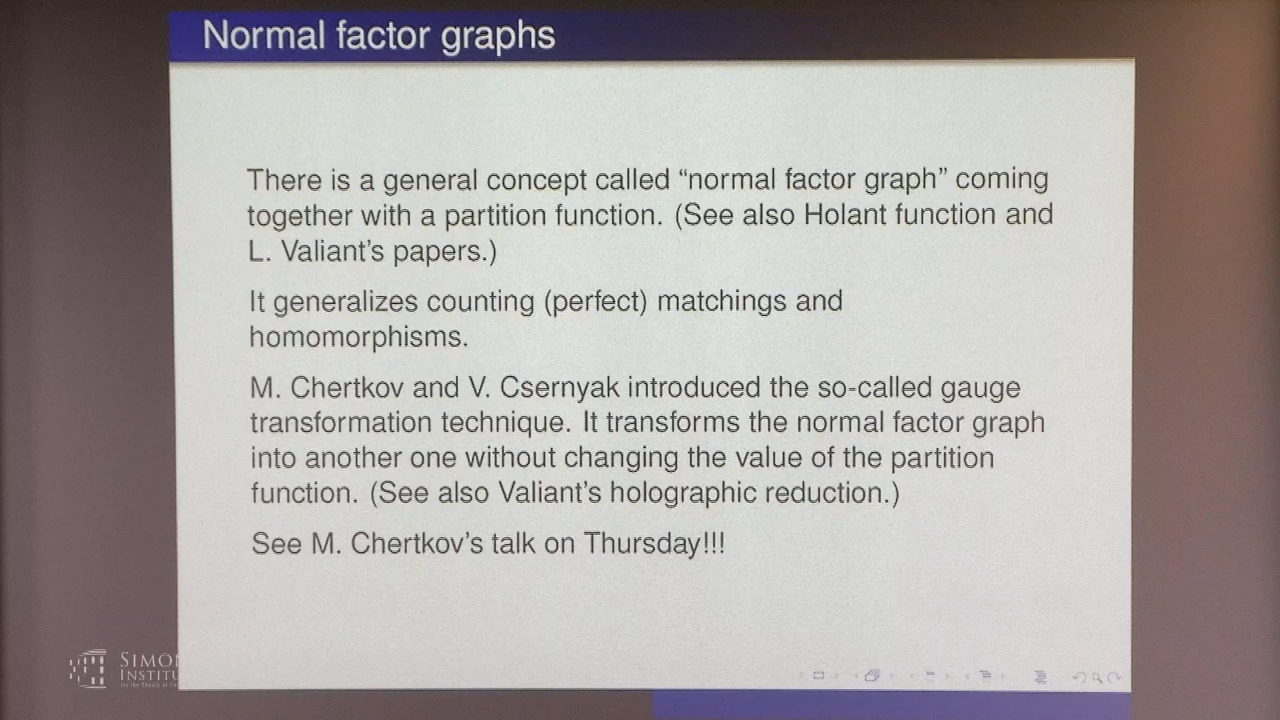 Normal factor graphs
There is a general concept called “normal factor graph” coming
together with a partition function. (See also Holant function and
L. Valiant’s papers.)
It generalizes counting (perfect) matchings and
homomorphisms.
M. Chertkov and V. Csernyak introduced the so-called gauge
transformation technique. It transforms the normal factor graph
into another one without changing the value of the partition
function. (See also Valiant’s holographic reduction.)
See M. Chertkov’s talk on Thursday!!!